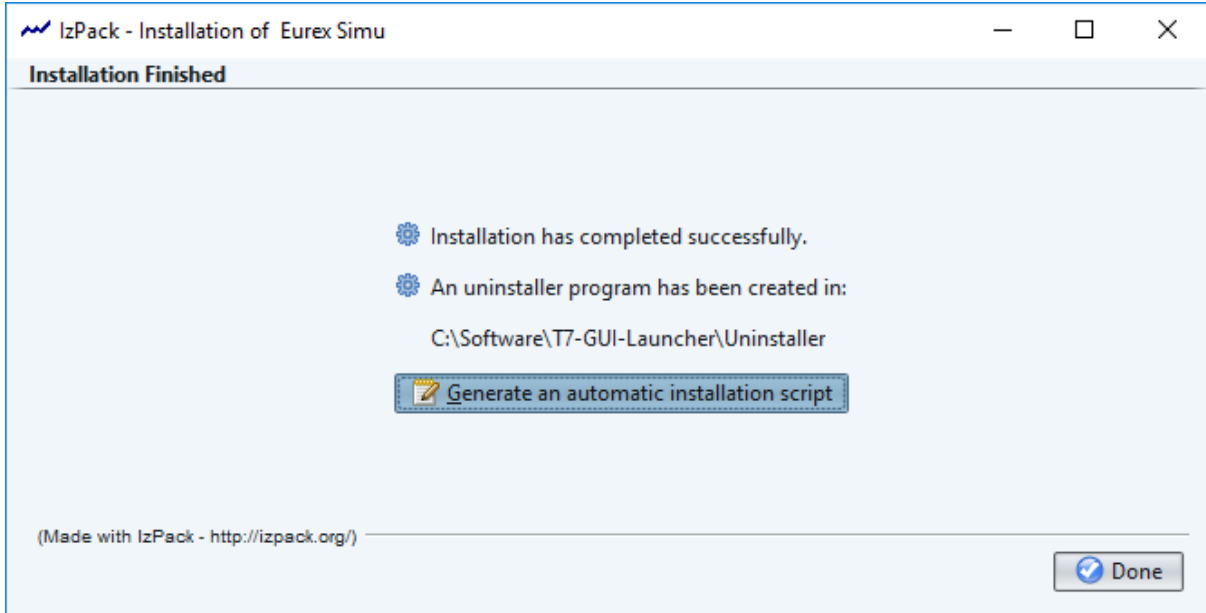 IzPack - Installation of  Eurex Simu
Installation Finished
Installation has completed successfully.
An uninstaller program has been created in:
C:\Software\T7-GUI-Launcher\Uninstaller
Generate an automatic installation script
(Made with IzPack - http://izpack.org/)
Done